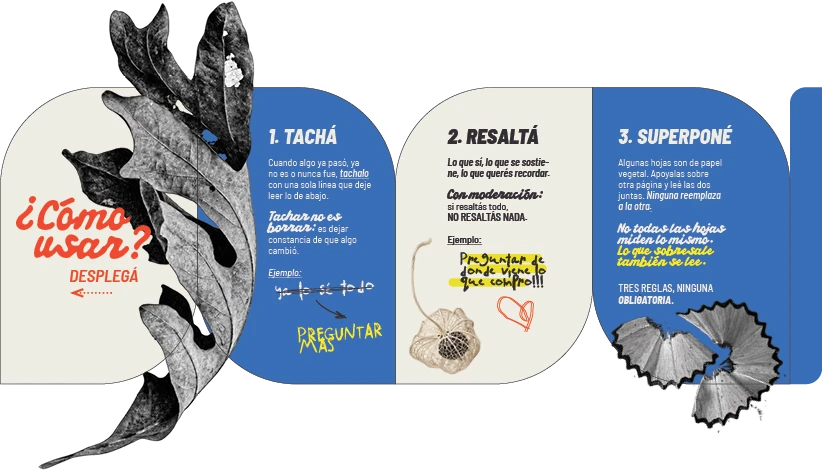 ¿Cómo
usar?
DESPLEGÁ
1. TACHÁ
Cuando algo ya pasó, ya
no es o nunca fue, tachalo
con una sola línea que deje
leer lo de abajo.
Tachar no es
borrar: es dejar
constancia de que algo
cambió.
Ejemplo:
ya lo sé todo
PREGUNTAR
MÁS
2. RESALTÁ
Lo que sí, lo que se sostie-
ne, lo que querés recordar.
Con moderación:
si resaltás todo,
NO RESALTÁS NADA.
Ejemplo:
Preguntar de
donde viene lo
que compro!!!
3. SUPERPONÉ
Algunas hojas son de papel
vegetal. Apoyalas sobre
otra página y leé las dos
juntas. Ninguna reemplaza
a la otra.
No todas las hojas
miden lo mismo.
Lo que sobresale
también se lee.
TRES REGLAS, NINGUNA
OBLIGATORIA.